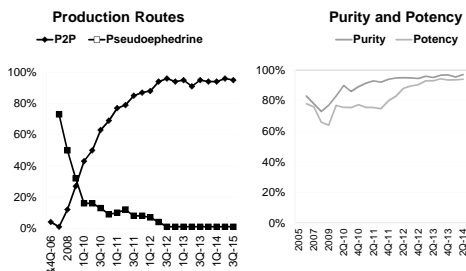 Production Routes
P2P Pseudoephedrine
100%
80%
60%
40%
20%
0%
&4Q-06
2008
1Q-10
3Q-10
1Q-11
3Q-11
1Q-12
3Q-12
1Q-13
3Q-13
1Q-14
3Q-14
1Q-15
3Q-15
Purity and Potency
Purity Potency
100%
80%
60%
40%
20%
0%
2005
2007
2009
2Q-10
4Q-10
2Q-11
4Q-11
2Q-12
4Q-12
2Q-13
4Q-13
2Q-14